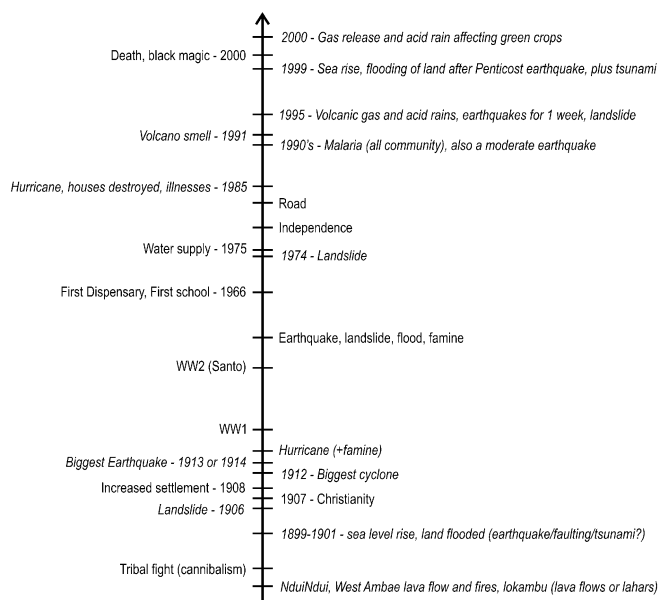 2000 - Gas release and acid rain affecting green crops
Death, black magic - 2000
1999 - Sea rise, flooding of land after Penticost earthquake, plus tsunami
1995 - Volcanic gas and acid rains, earthquakes for 1 week, landslide
Volcano smell - 1991
1990's - Malaria (all community), also a moderate earthquake
Hurricane, houses destroyed, illnesses - 1985
Road
Independence
Water supply - 1975
1974 - Landslide
First Dispensary, First school - 1966
Earthquake, landslide, flood, famine
WW2 (Santo)
WW1
Hurricane (+famine)
Biggest Earthquake - 1913 or 1914
1912 - Biggest cyclone
Increased settlement - 1908
1907 - Christianity
Landslide - 1906
1899-1901 - sea level rise, land flooded (earthquake/faulting/tsunami?)
Tribal fight (cannibalism)
NduiNdui, West Ambae lava flow and fires, lokambu (lava flows or lahars)